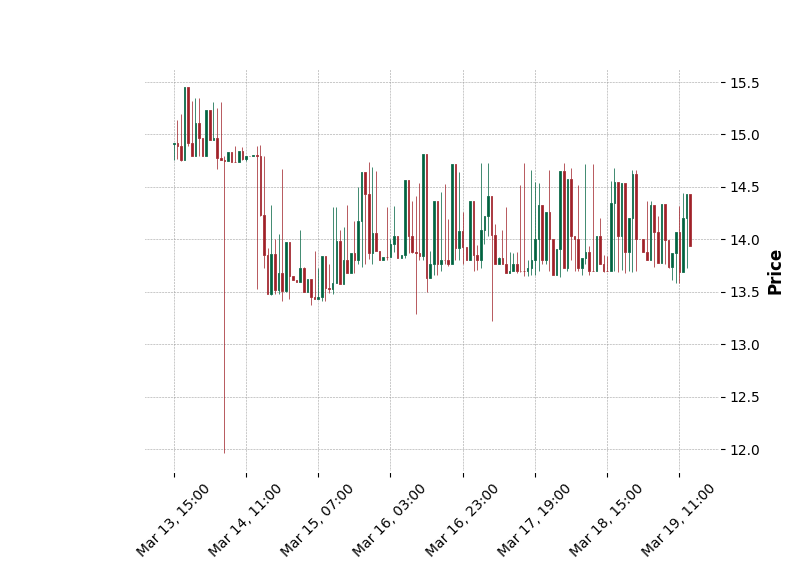 15.5
15.0
14.5
14.0
13.5
13.0
12.5
12.0
Price
Mar 13, 15:00
Mar 14, 11:00
Mar 15, 07:00
Mar 16, 03:00
Mar 16, 23:00
Mar 17, 19:00
Mar 18, 15:00
Mar 19, 11:00